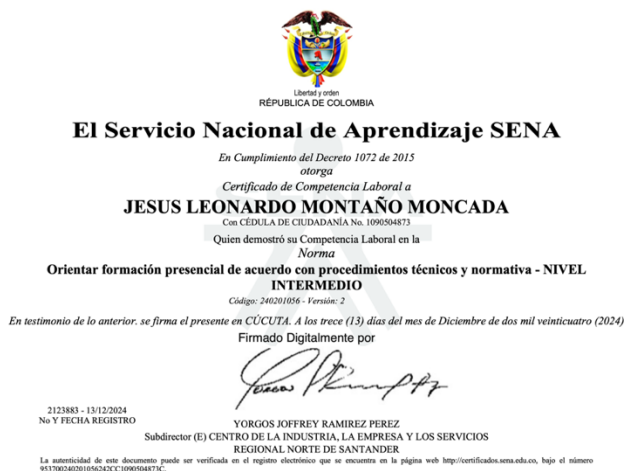 Libertad y orden
RÉPUBLICA DE COLOMBIA
El Servicio Nacional de Aprendizaje SENA
En Cumplimiento del Decreto 1072 de 2015
otorga
Certificado de Competencia Laboral a
JESUS LEONARDO MONTAÑO MONCADA
Con CÉDULA DE CIUDADANÍA No. 1090504873
Quien demostró su Competencia Laboral en la
Norma
Orientar formación presencial de acuerdo con procedimientos técnicos y normativa - NIVEL
INTERMEDIO
Código: 240201056 - Versión: 2
En testimonio de lo anterior. se firma el presente en CÚCUTA. A los trece (13) días del mes de Diciembre de dos mil veinticuatro (2024)
Firmado Digitalmente por
2123883 - 13/12/2024
No Y FECHA REGISTRO
YORGOS JOFFREY RAMIREZ PEREZ
Subdirector (E) CENTRO DE LA INDUSTRIA, LA EMPRESA Y LOS SERVICIOS
REGIONAL NORTE DE SANTANDER
La autenticidad de este documento puede ser verificada en el registro electrónico que se encuentra en la página web http://certificados.sena.edu.co, bajo el número
953700240201056242CC1090504873C.